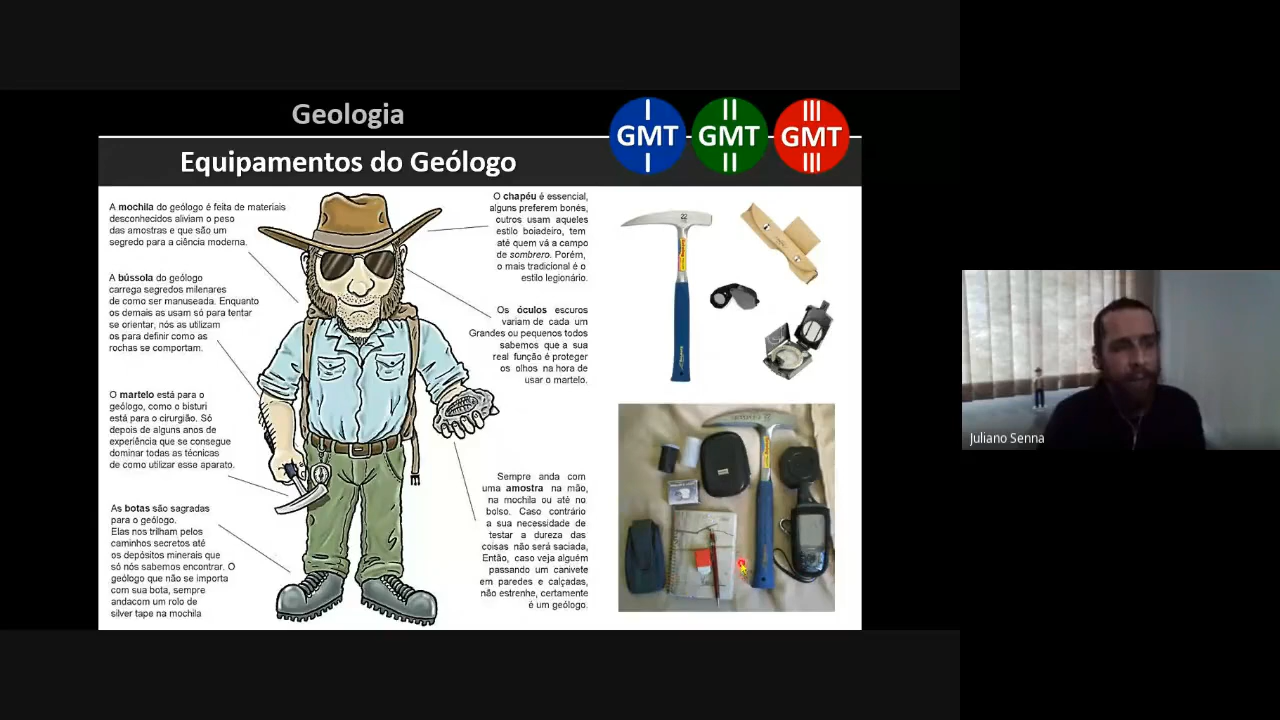 Geologia
I
GMT
I
II
GMT
II
III
GMT
III
Equipamentos do Geólogo
A mochila do geólogo é feita de materiais
desconhecidos aliviam o peso
das amostras e que são um
segredo para a ciência moderna.
A bússola do geólogo
carrega segredos milenares
de como ser manuseada. Enquanto
os demais as usam só para tentar
se orientar, nós as utilizam
os para definir como as
rochas se comportam.
O martelo está para o
geólogo, como o bisturi
está para o cirurgião. Só
depois de alguns anos de
experiência que se consegue
dominar todas as técnicas
de como utilizar esse aparato.
As botas são sagradas
para o geólogo.
Elas nos trilham pelos
caminhos secretos até
os depósitos minerais que
só nós sabemos encontrar. O
geólogo que não se importa
com sua bota, sempre
andacom um rolo de
silver tape na mochila
O chapéu é essencial,
alguns preferem bonés,
outros usam aqueles
estilo boiadeiro, tem
até quem vá a campo
de sombrero. Porém,
o mais tradicional é o
estilo legionário.
Os óculos escuros
variam de cada um
Grandes ou pequenos todos
sabemos que a sua
real função é proteger
os olhos na hora de
usar o martelo.
Sempre anda com
uma amostra na mão,
na mochila ou até no
bolso. Caso contrário
a sua necessidade de
testar a dureza das
coisas não será saciada,
Então, caso veja alguém
passando um canivete
em paredes e calçadas,
não estrenhe, certamente
é um geólogo.
22
Juliano Senna